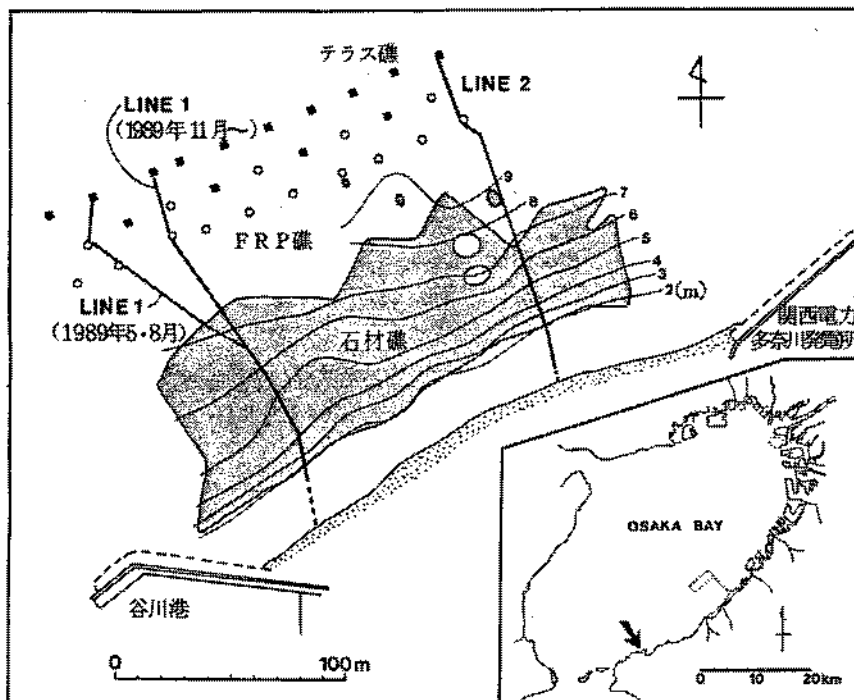 テラス礁
LINE 2
LINE 1
(1989年11月～)
9
8
7
6
5
4
3
2(m)
FRP礁
LINE 1
(1989年5・8月)
石材礁
関西電力
多奈川発電所
OSAKA BAY
谷川港
0 100m
0 10 20km